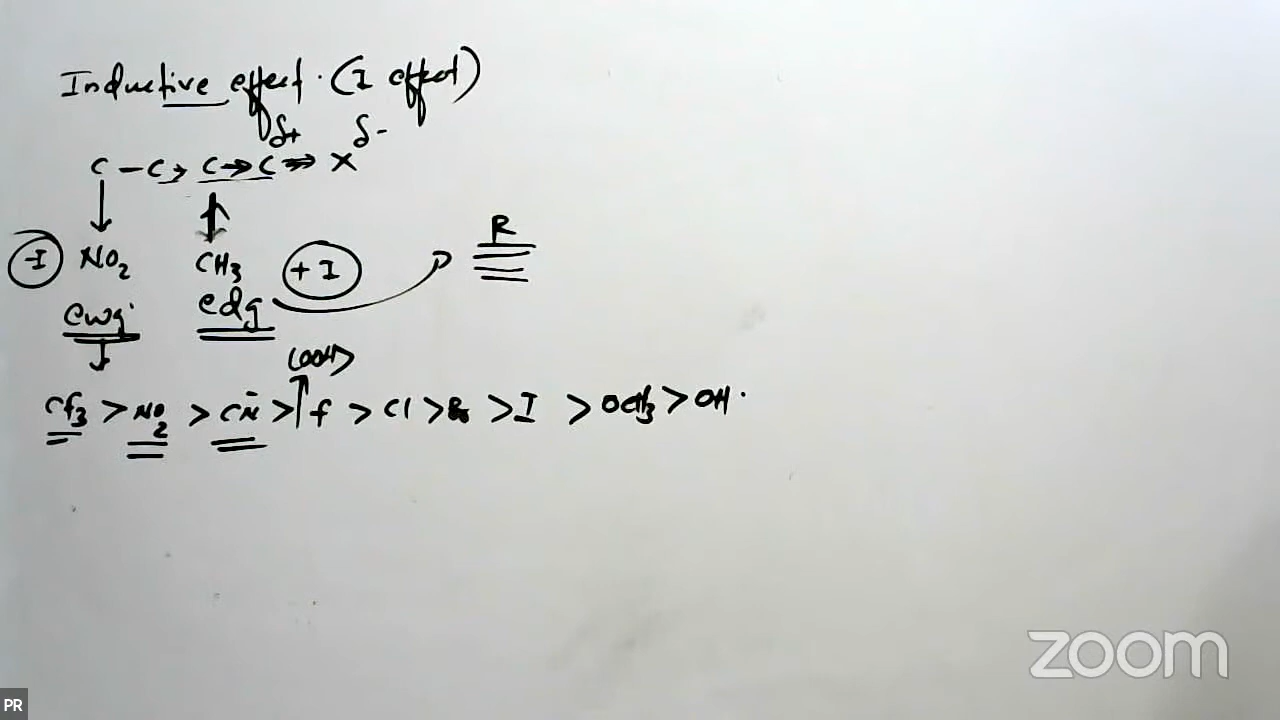 Inductive effect. (I effect)
δ+ δ-
C - C → C → C → X
R
-I NO2 CH3 +I
ewg edg
COOH
CF3 > NO2 > CN > F > Cl > Br > I > OCH3 > OH.
zoom
PR